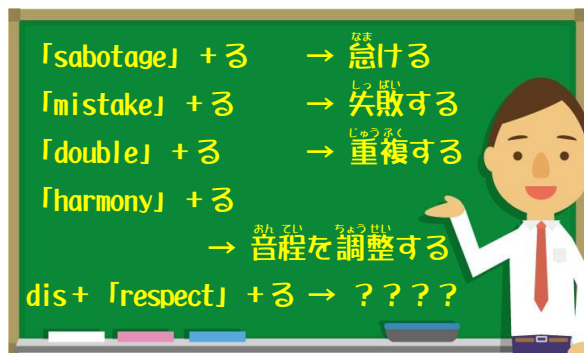 「sabotage」+る → 怠ける
「mistake」+る → 失敗する
「double」+る → 重複する
「harmony」+る
→ 音程を調整する
dis+「respect」+る → ????